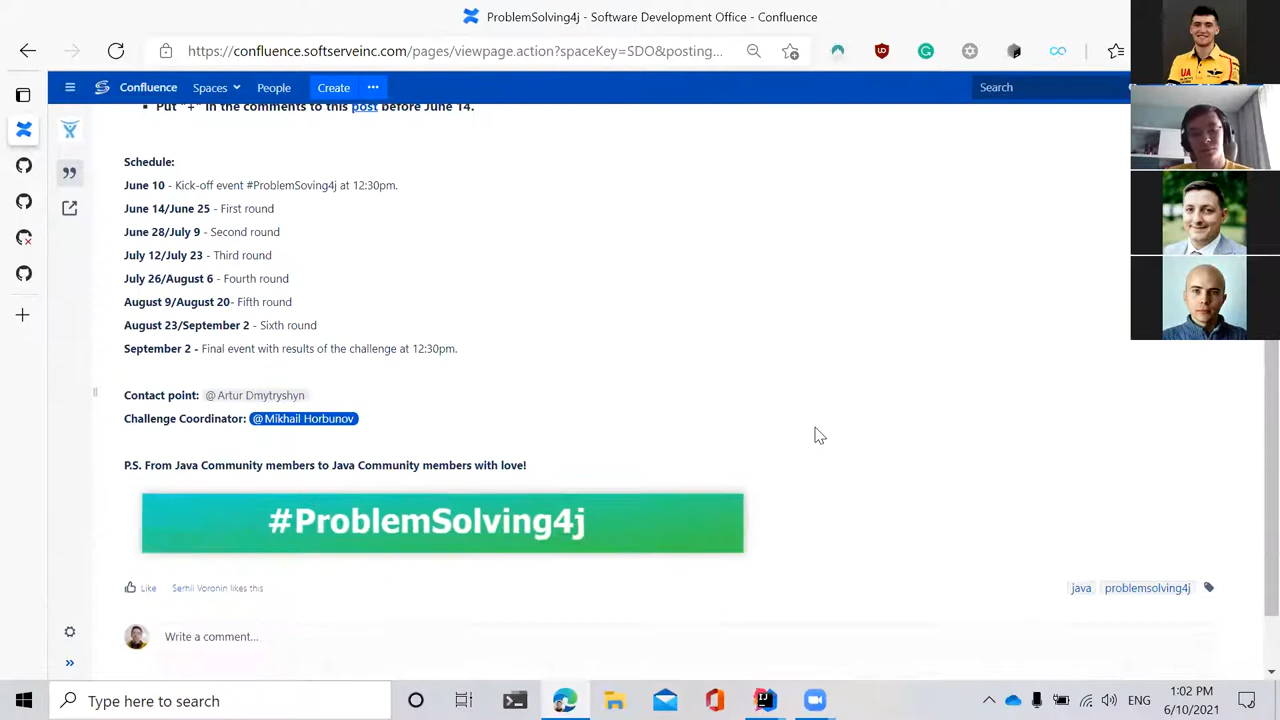 ProblemSolving4j - Software Development Office - Confluence
https://confluence.softserveinc.com/pages/viewpage.action?spaceKey=SDO&posting...
Confluence Spaces People Create ••• Search
Put "+" in the comments to this post before June 14.
Schedule:
June 10 - Kick-off event #ProblemSoving4j at 12:30pm.
June 14/June 25 - First round
June 28/July 9 - Second round
July 12/July 23 - Third round
July 26/August 6 - Fourth round
August 9/August 20- Fifth round
August 23/September 2 - Sixth round
September 2 - Final event with results of the challenge at 12:30pm.
Contact point: @Artur Dmytryshyn
Challenge Coordinator: @Mikhail Horbunov
P.S. From Java Community members to Java Community members with love!
#ProblemSolving4j
Like Serhii Voronin likes this java problemsolving4j
Write a comment...
Type here to search
ENG
1:02 PM
6/10/2021
UA